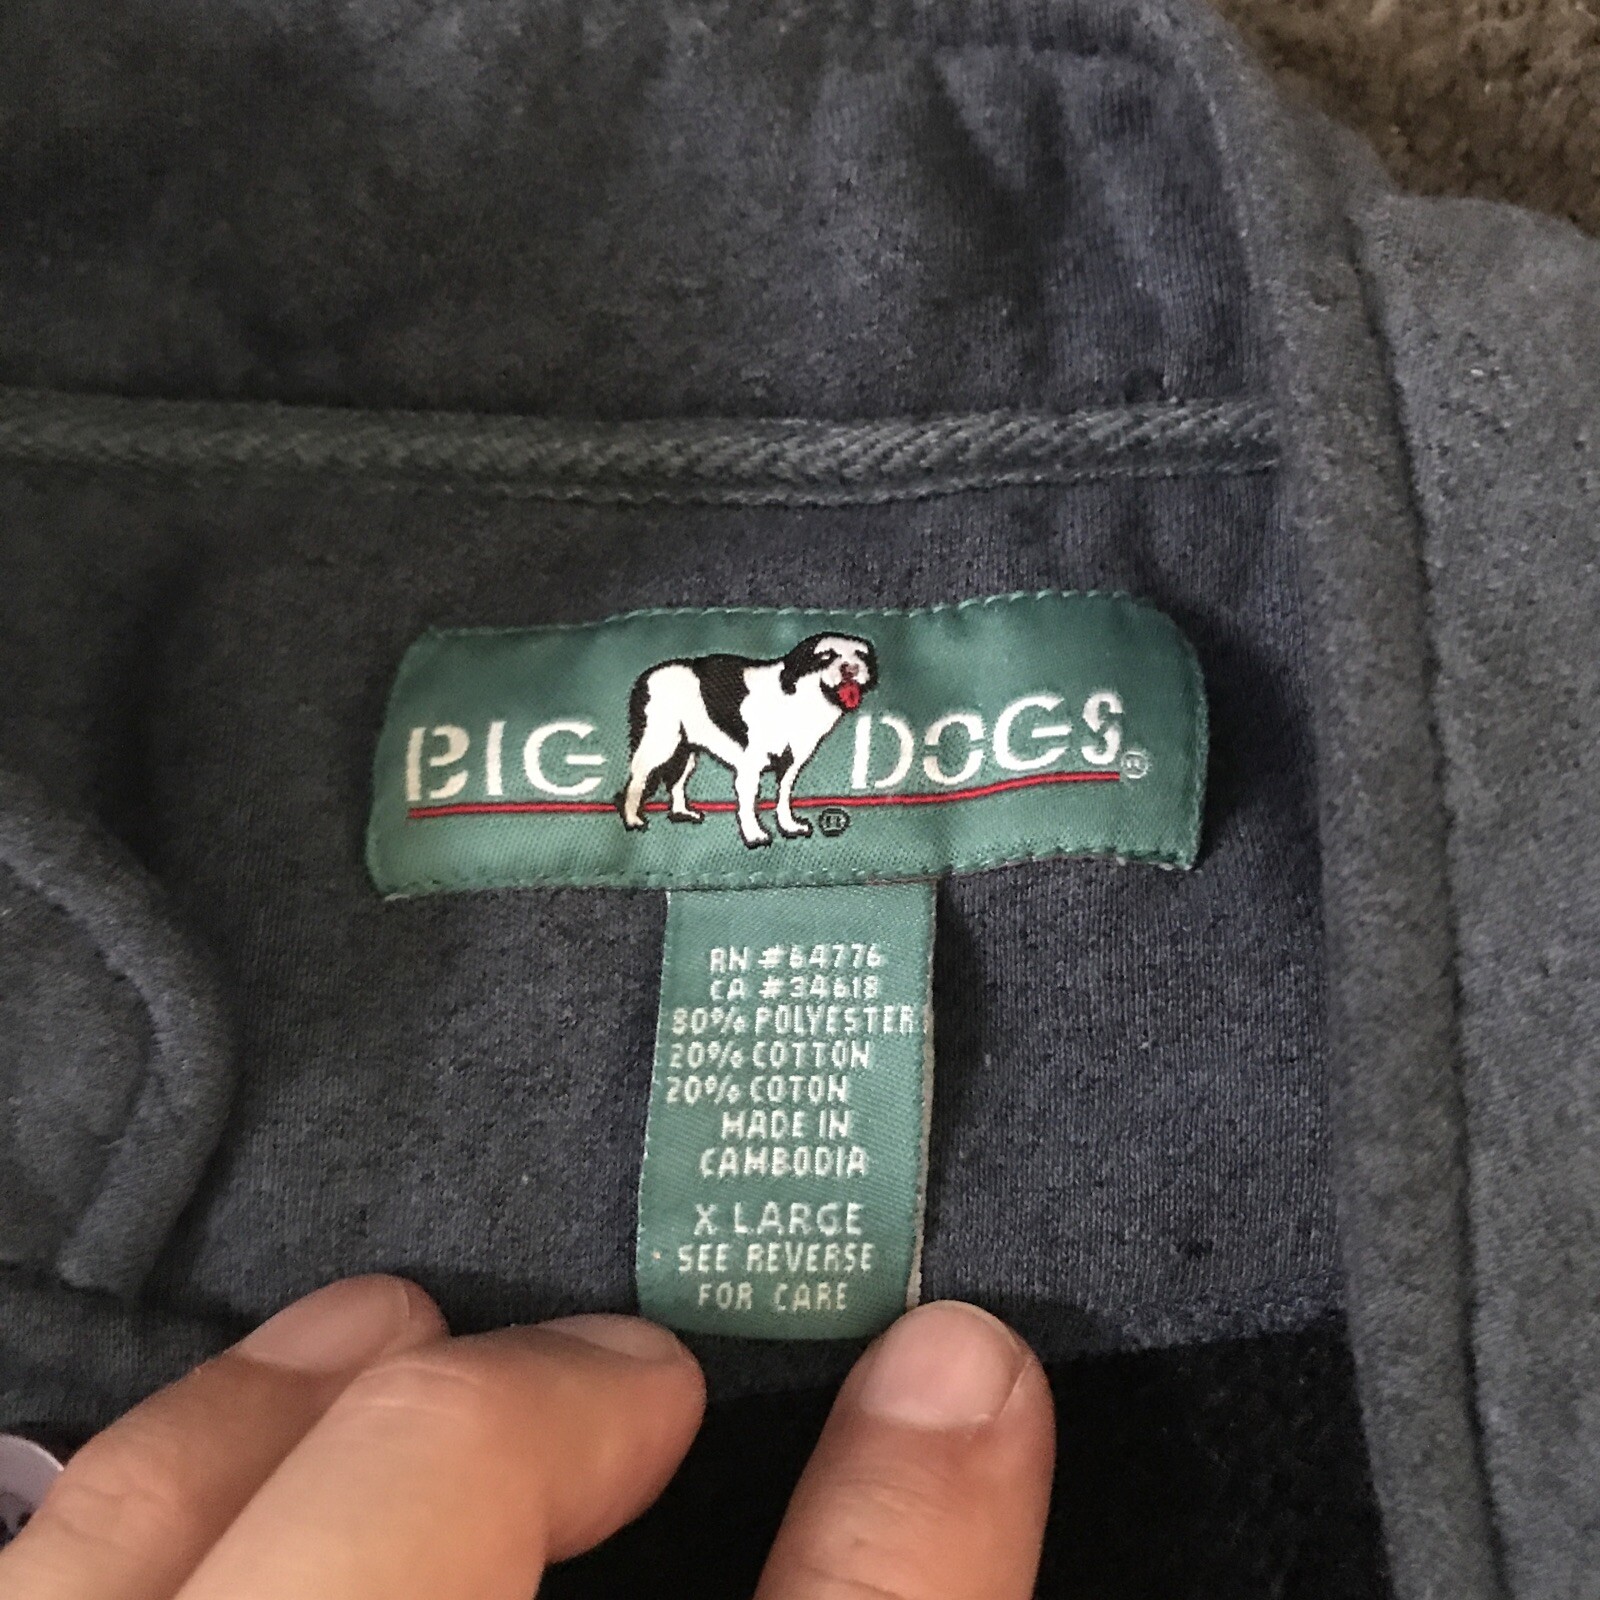 BIG DOGS®
®
RN #64776
CA #34618
80% POLYESTER
20% COTTON
20% COTON
MADE IN
CAMBODIA
X LARGE
SEE REVERSE
FOR CARE